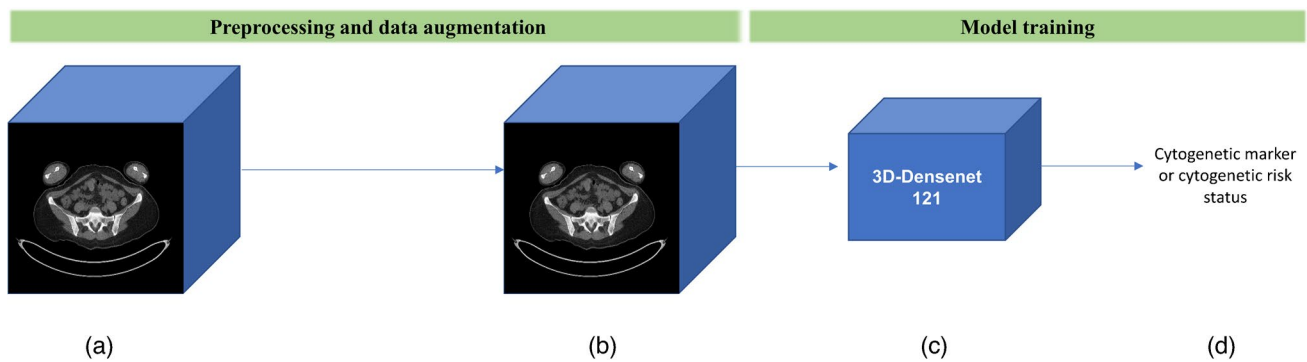 Preprocessing and data augmentation
Model training
3D-Densenet
121
Cytogenetic marker
or cytogenetic risk
status
(a)
(b)
(c)
(d)